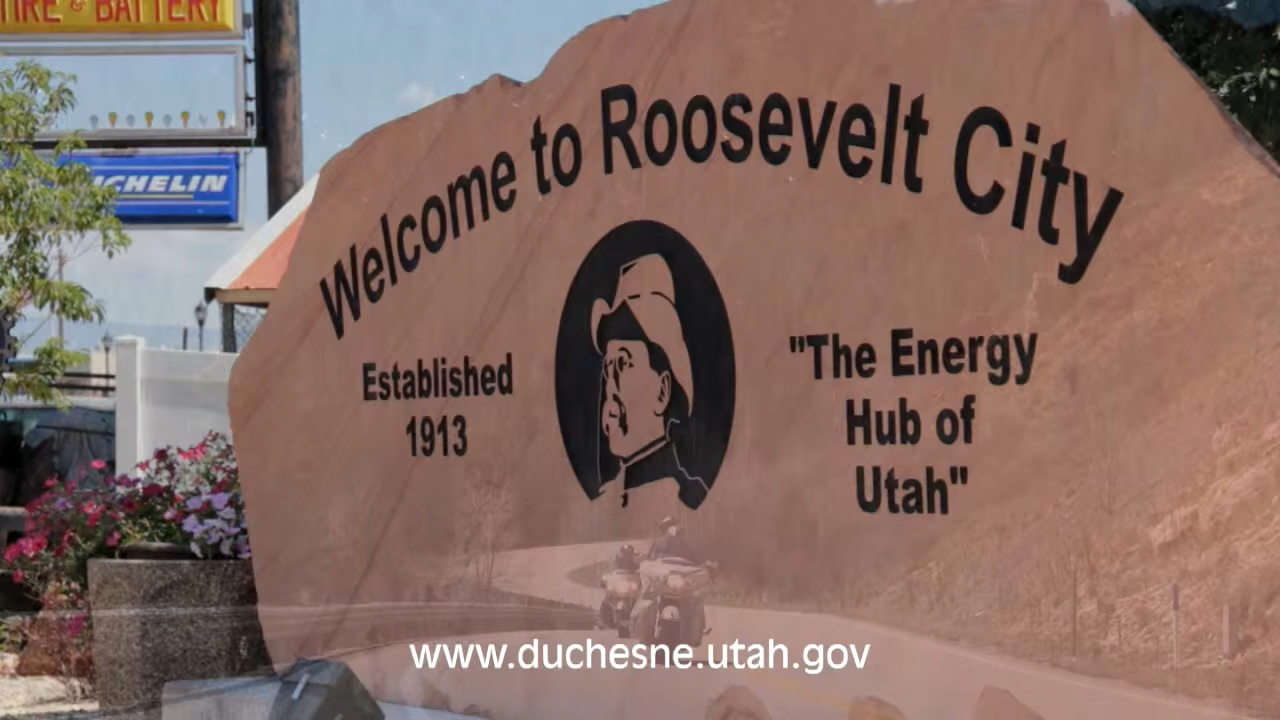 TIRE & BATTERY
MICHELIN
Welcome to Roosevelt City
Established
1913
"The Energy
Hub of
Utah"
www.duchesne.utah.gov